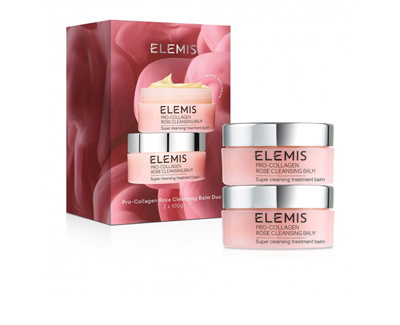 ELEMIS
ELEMIS
PRO-COLLAGEN
ROSE CLEANSING BALM
Super cleansing treatment balm
ELEMIS
PRO-COLLAGEN
ROSE CLEANSING BALM
Super cleansing treatment balm
Pro-Collagen Rose Cleansing Balm Duo
2 x 100g
ELEMIS
PRO-COLLAGEN
ROSE CLEANSING BALM
Super cleansing treatment balm
ELEMIS
PRO-COLLAGEN
ROSE CLEANSING BALM
Super cleansing treatment balm